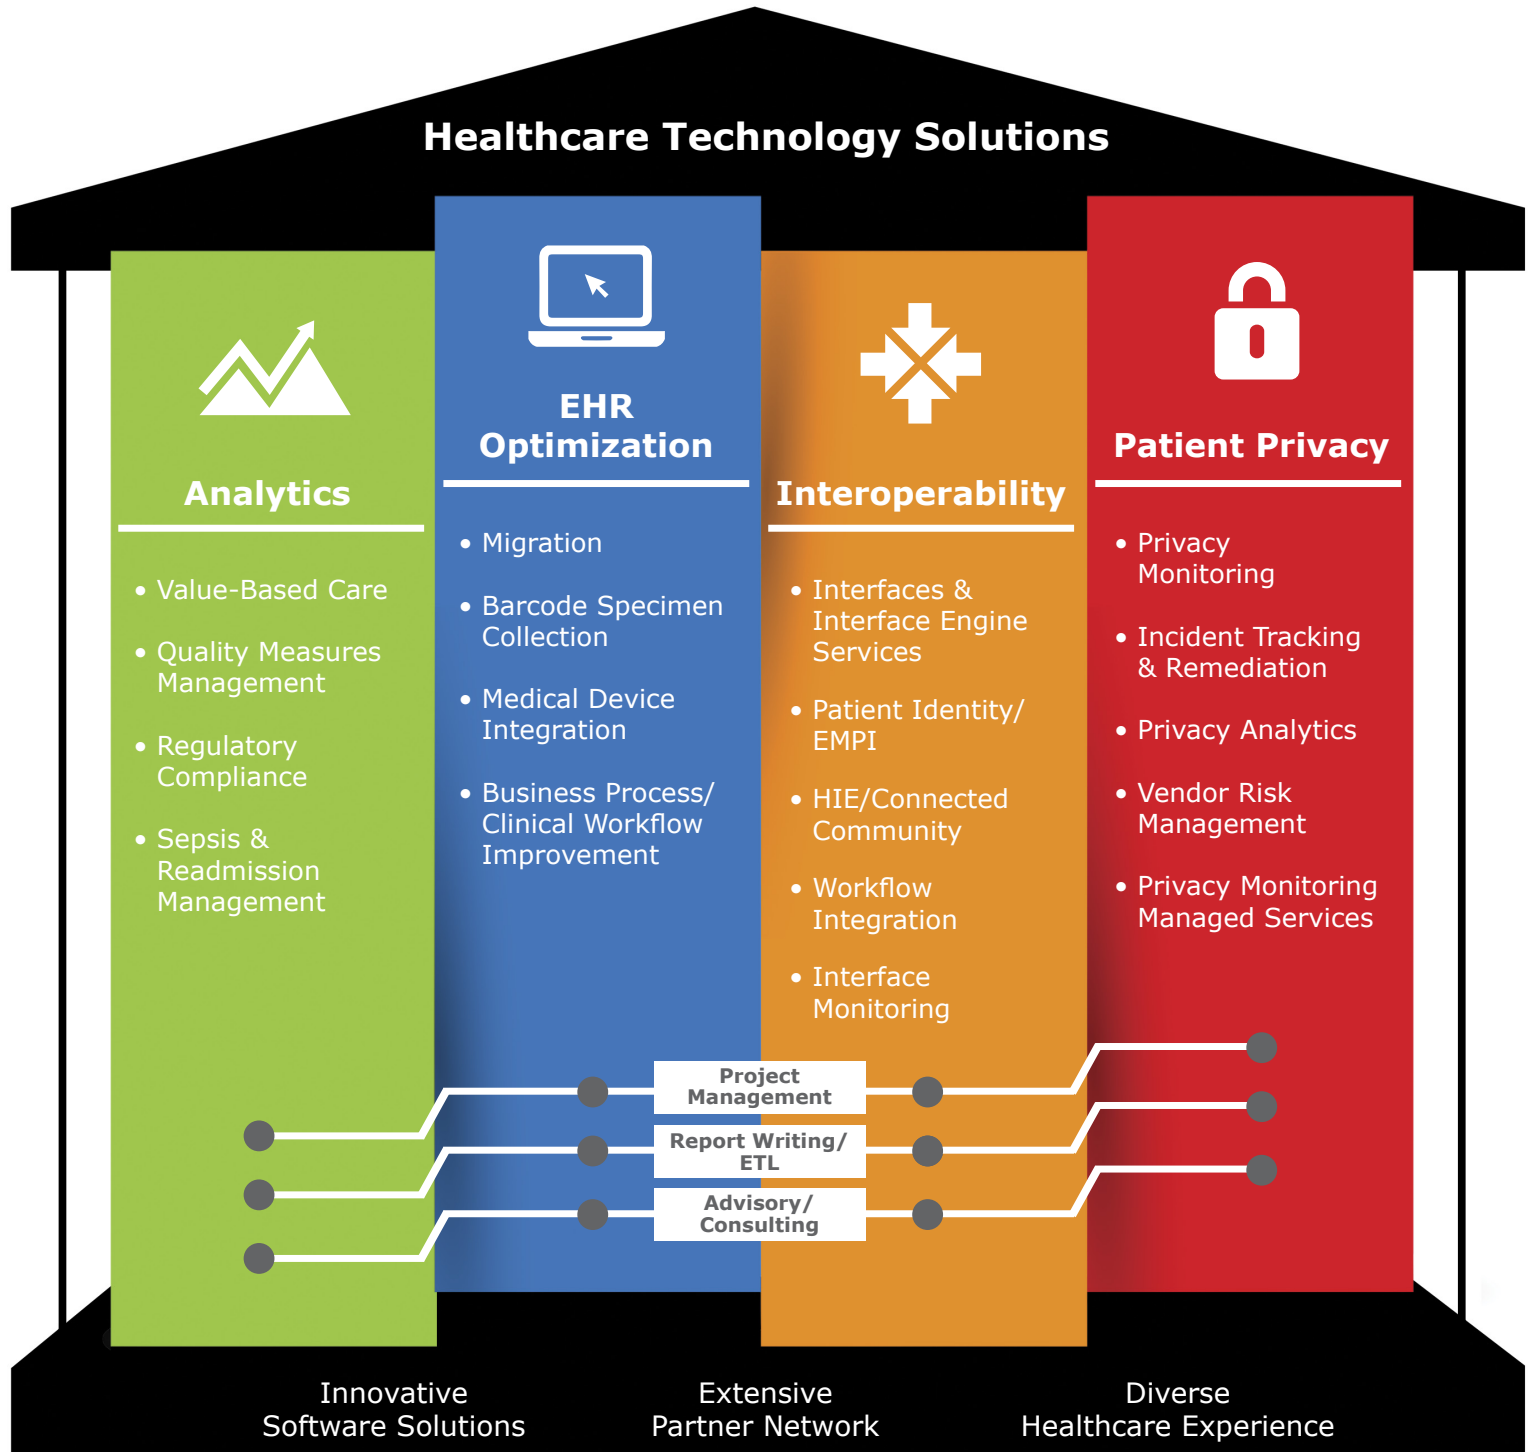 Healthcare Technology Solutions
Analytics
• Value-Based Care
• Quality Measures
Management
• Regulatory
Compliance
• Sepsis &
Readmission
Management
EHR
Optimization
• Migration
• Barcode Specimen
Collection
• Medical Device
Integration
• Business Process/
Clinical Workflow
Improvement
Interoperability
• Interfaces &
Interface Engine
Services
• Patient Identity/
EMPI
• HIE/Connected
Community
• Workflow
Integration
• Interface
Monitoring
Patient Privacy
• Privacy
Monitoring
• Incident Tracking
& Remediation
• Privacy Analytics
• Vendor Risk
Management
• Privacy Monitoring
Managed Services
Project
Management
Report Writing/
ETL
Advisory/
Consulting
Innovative
Software Solutions
Extensive
Partner Network
Diverse
Healthcare Experience